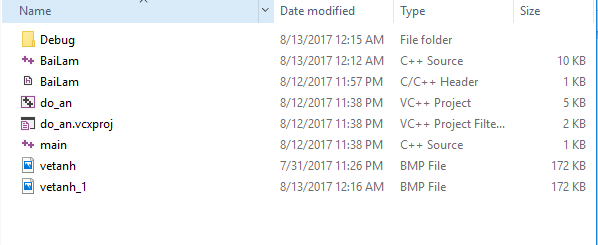 Name Date modified Type Size
Debug 8/13/2017 12:15 AM File folder
BaiLam 8/13/2017 12:12 AM C++ Source 10 KB
BaiLam 8/12/2017 11:57 PM C/C++ Header 1 KB
do_an 8/12/2017 11:38 PM VC++ Project 5 KB
do_an.vcxproj 8/12/2017 11:38 PM VC++ Project Filte... 2 KB
main 8/12/2017 11:38 PM C++ Source 1 KB
vetanh 7/31/2017 11:26 PM BMP File 172 KB
vetanh_1 8/13/2017 12:16 AM BMP File 172 KB